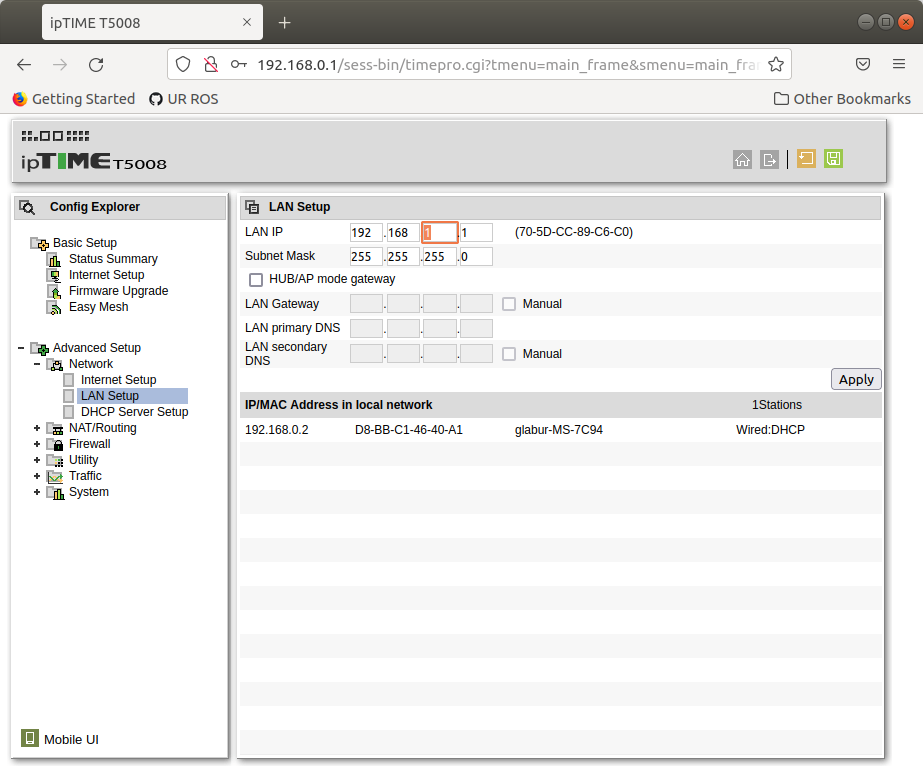 ipTIME T5008
192.168.0.1/sess-bin/timepro.cgi?tmenu=main_frame&smenu=main_fra
Getting Started
UR ROS
Other Bookmarks
ipTIME T5008
Config Explorer
Basic Setup
Status Summary
Internet Setup
Firmware Upgrade
Easy Mesh
Advanced Setup
Network
Internet Setup
LAN Setup
DHCP Server Setup
NAT/Routing
Firewall
Utility
Traffic
System
Mobile UI
LAN Setup
LAN IP 192 . 168 . 1 . 1 (70-5D-CC-89-C6-C0)
Subnet Mask 255 . 255 . 255 . 0
HUB/AP mode gateway
LAN Gateway . . . Manual
LAN primary DNS . . .
LAN secondary
DNS . . . Manual
Apply
IP/MAC Address in local network 1Stations
192.168.0.2 D8-BB-C1-46-40-A1 glabur-MS-7C94 Wired:DHCP